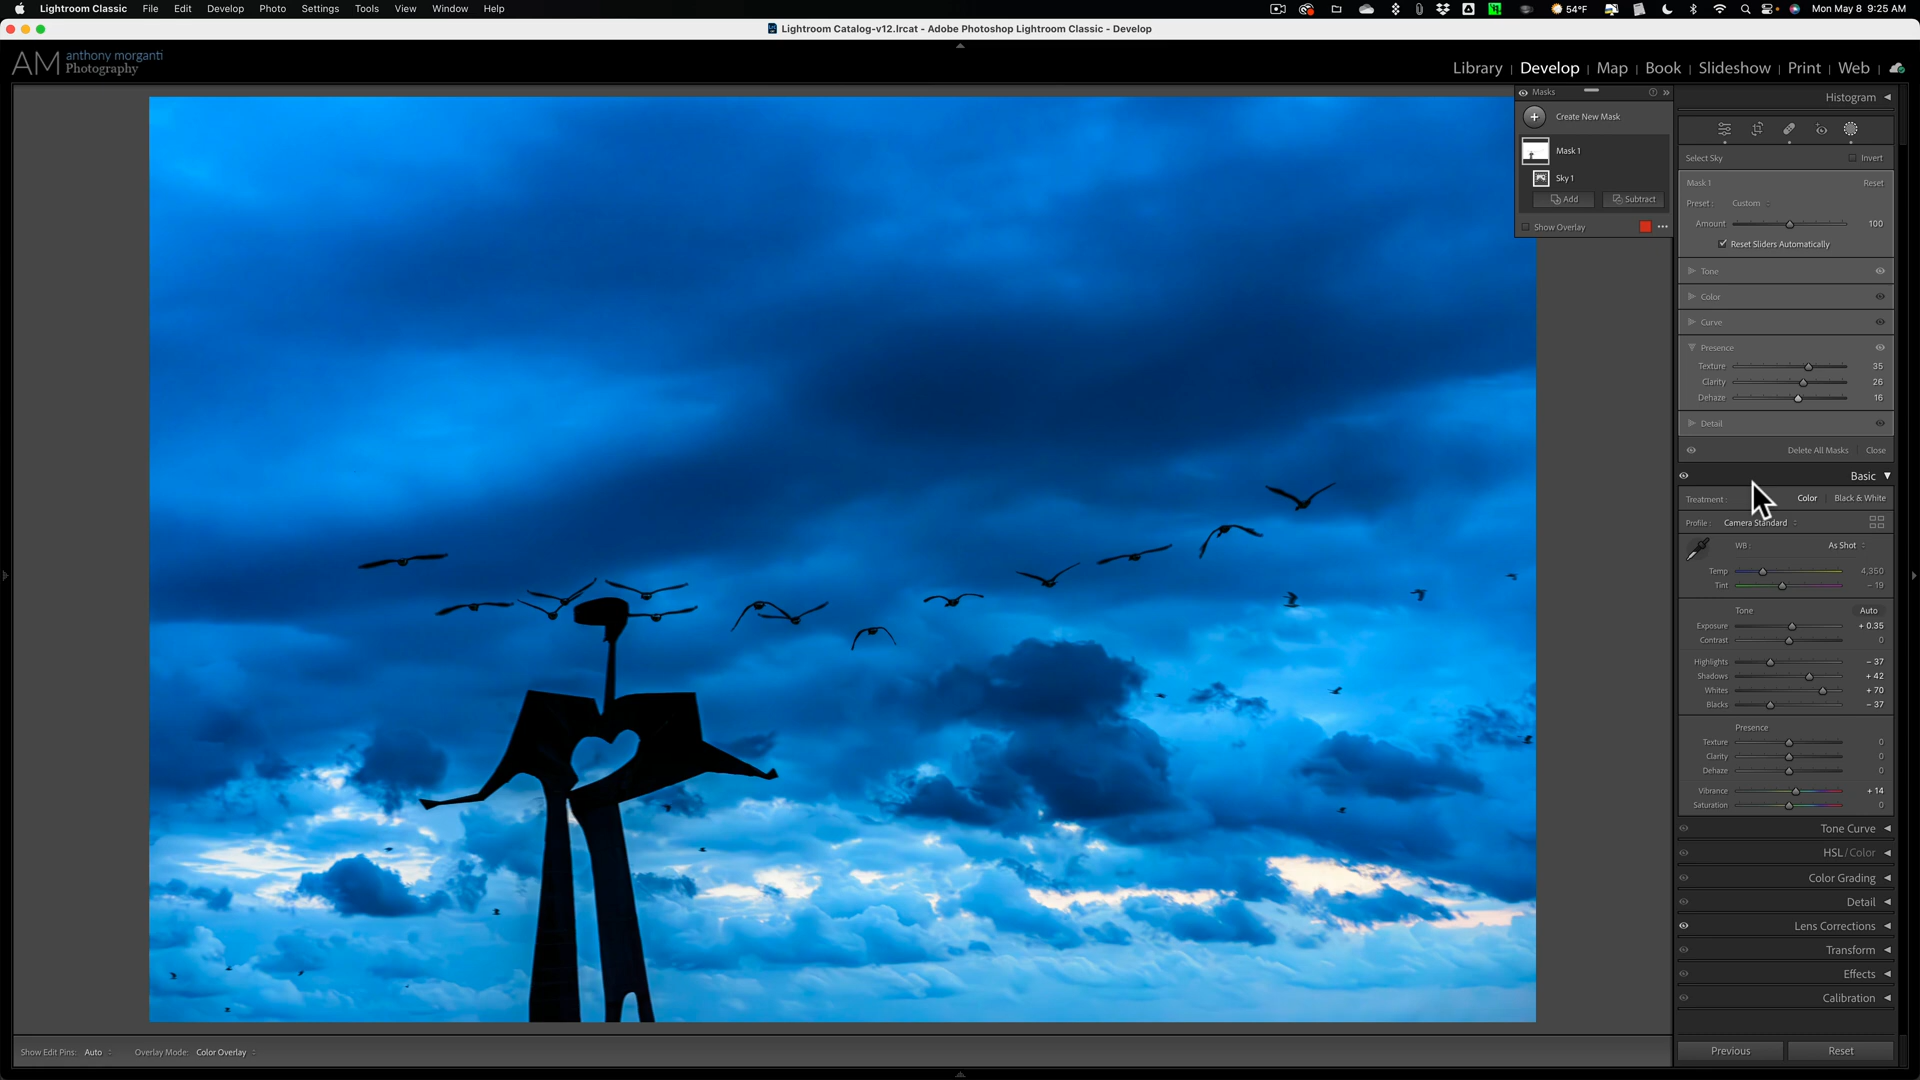 Lightroom Classic File Edit Develop Photo Settings Tools View Window Help 54°F Mon May 8 9:25 AM
Lightroom Catalog-v12.lrcat - Adobe Photoshop Lightroom Classic - Develop
AM anthony morganti
Photography
Library | Develop | Map | Book | Slideshow | Print | Web
Masks
Create New Mask
Mask 1
Sky 1
Add Subtract
Show Overlay
Histogram
Select Sky Invert
Mask 1 Reset
Preset : Custom
Amount 100
Reset Sliders Automatically
Tone
Color
Curve
Presence
Texture 35
Clarity 26
Dehaze 16
Detail
Delete All Masks Close
Basic
Treatment : Color Black & White
Profile : Camera Standard
WB : As Shot
Temp 4,350
Tint - 19
Tone Auto
Exposure + 0.35
Contrast 0
Highlights - 37
Shadows + 42
Whites + 70
Blacks - 37
Presence
Texture 0
Clarity 0
Dehaze 0
Vibrance + 14
Saturation 0
Tone Curve
HSL / Color
Color Grading
Detail
Lens Corrections
Transform
Effects
Calibration
Previous Reset
Show Edit Pins: Auto Overlay Mode: Color Overlay